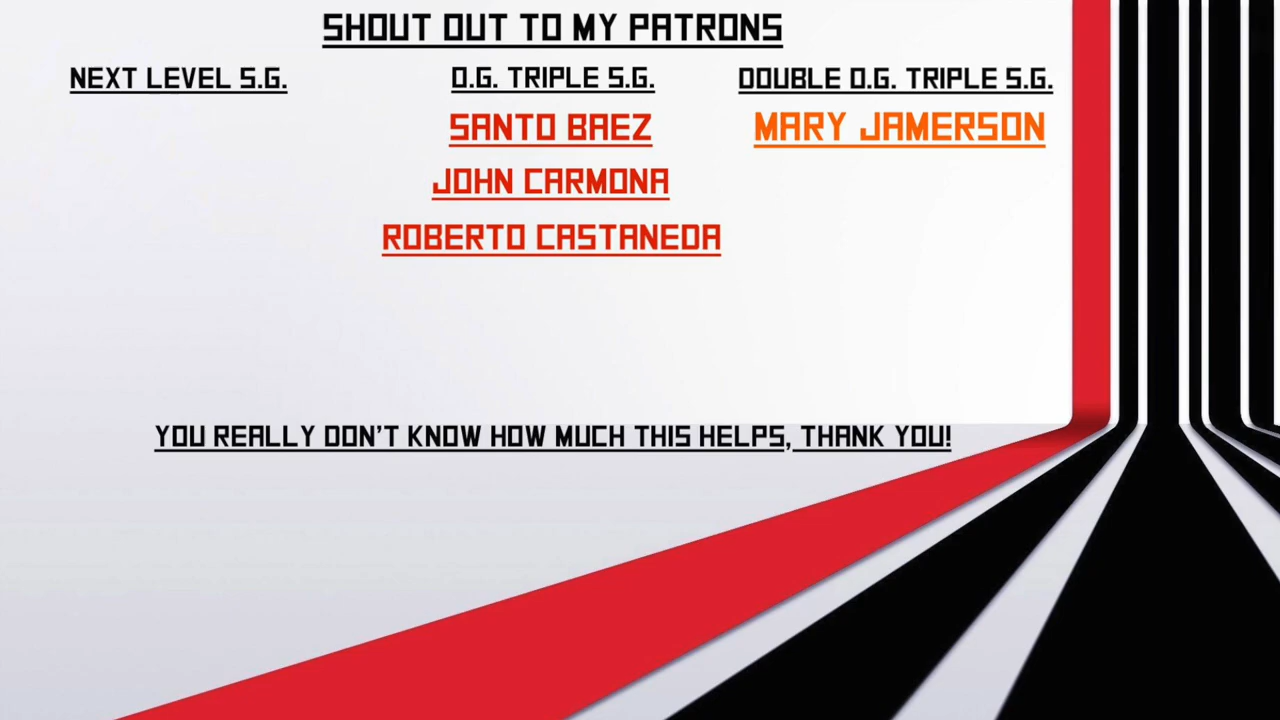 SHOUT OUT TO MY PATRONS
NEXT LEVEL S.G.
O.G. TRIPLE S.G.
DOUBLE O.G. TRIPLE S.G.
SANTO BAEZ
MARY JAMERSON
JOHN CARMONA
ROBERTO CASTANEDA
YOU REALLY DON'T KNOW HOW MUCH THIS HELPS, THANK YOU!